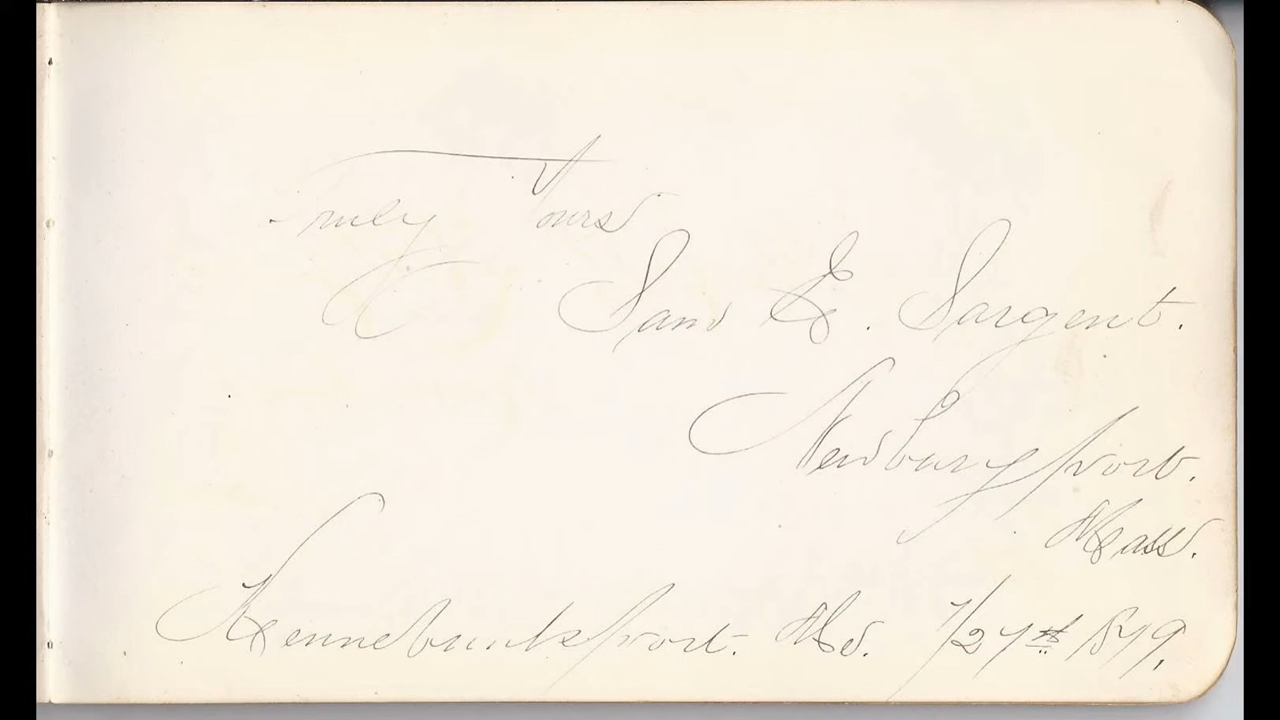 Truly Yours
Sam E. Sargent.
Newburyport.
Mass.
Kennebunkport. Me. 7/27th 1879.